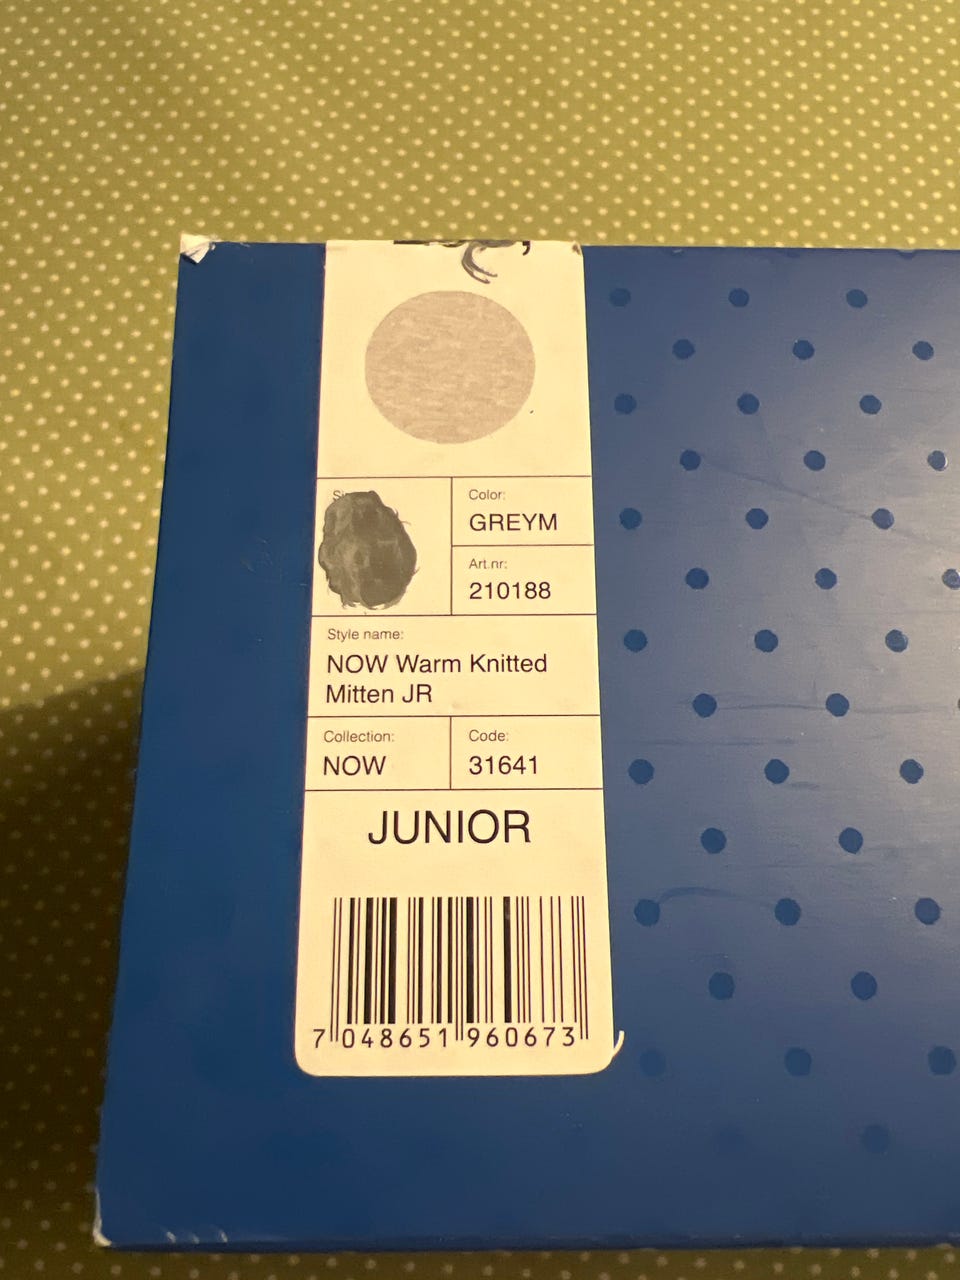 Color:
GREYM
Art.nr:
210188
Style name:
NOW Warm Knitted
Mitten JR
Collection:
NOW
Code:
31641
JUNIOR
7 048651 960673